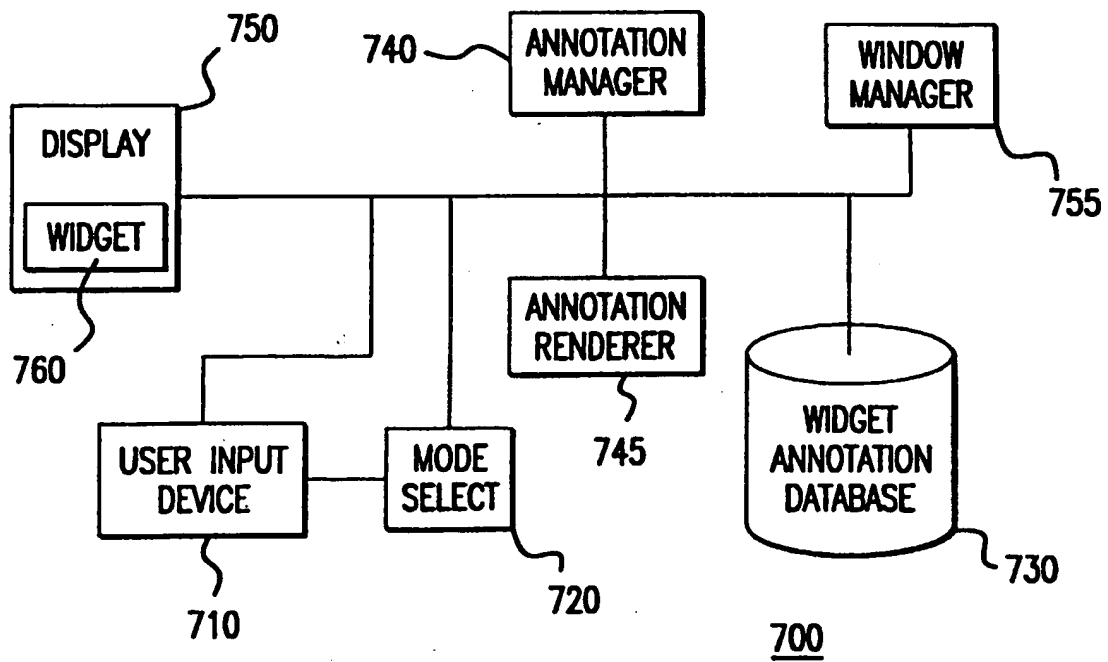 750
740
ANNOTATION
MANAGER
WINDOW
MANAGER
755
DISPLAY
WIDGET
760
ANNOTATION
RENDERER
745
USER INPUT
DEVICE
710
MODE
SELECT
720
WIDGET
ANNOTATION
DATABASE
730
700